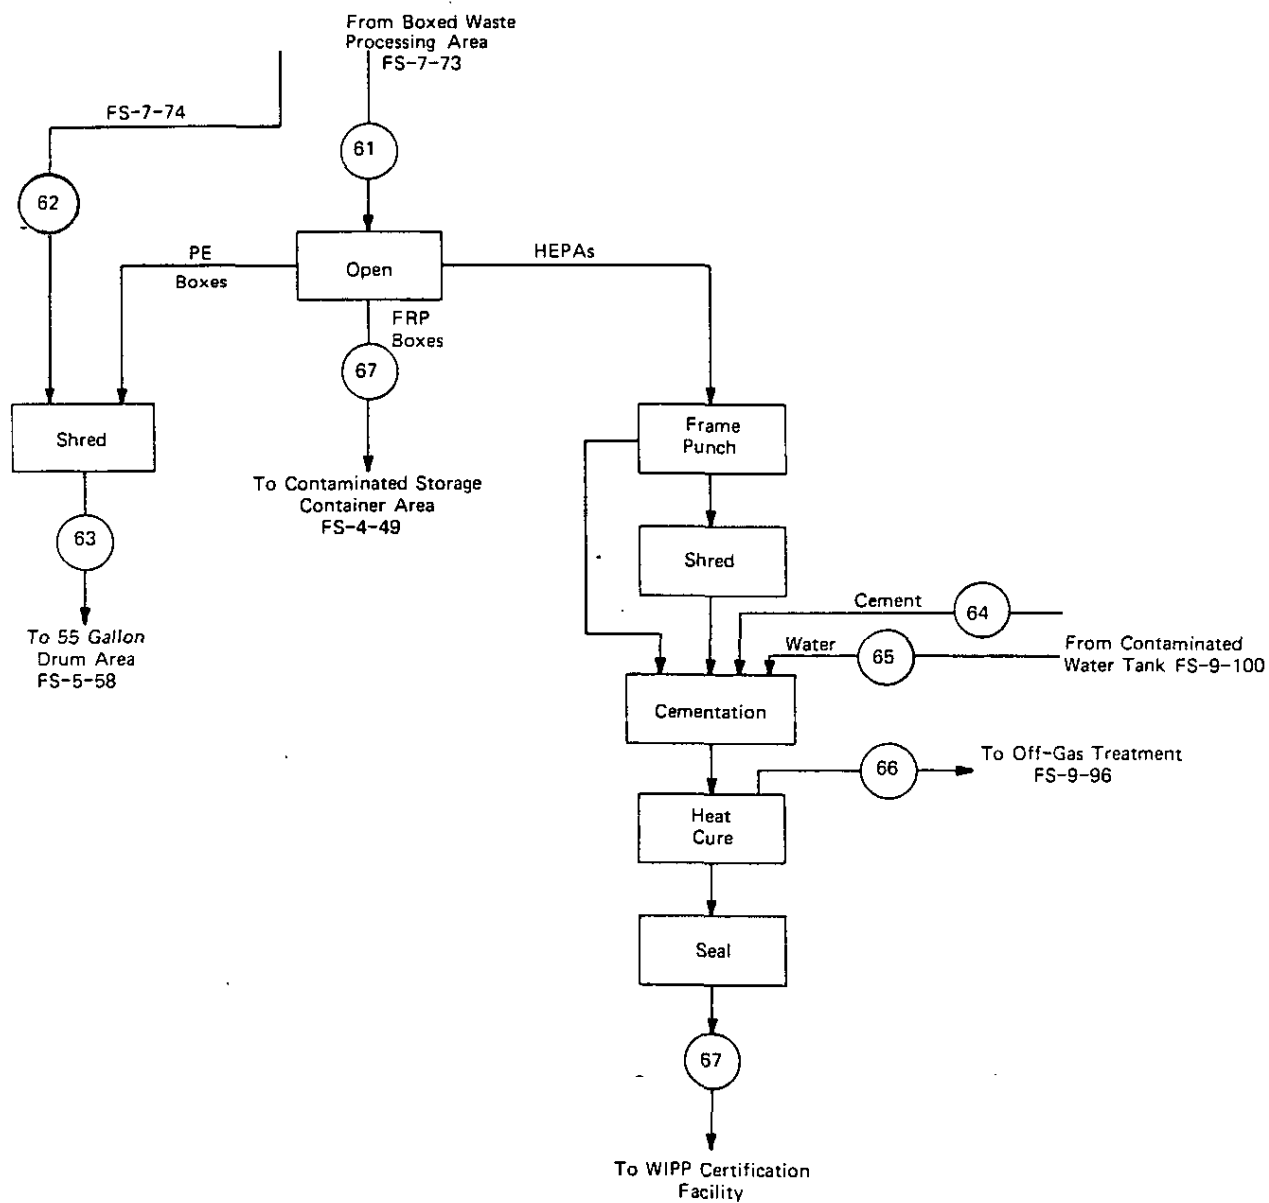 From Boxed Waste
Processing Area
FS-7-73
FS-7-74
61
62
PE
Boxes
Open
HEPAs
FRP
Boxes
67
Shred
Frame
Punch
To Contaminated Storage
Container Area
FS-4-49
63
Shred
Cement
64
To 55 Gallon
Drum Area
FS-5-58
Water
65
From Contaminated
Water Tank FS-9-100
Cementation
66
To Off-Gas Treatment
FS-9-96
Heat
Cure
Seal
67
To WIPP Certification
Facility